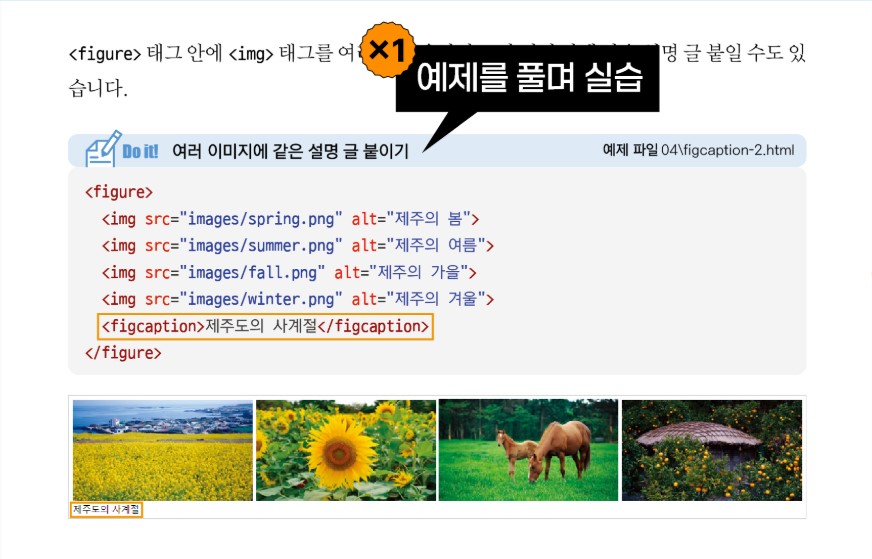 <figure> 태그 안에 <img> 태그를 설명 글 붙일 수도 있
습니다.
×1
예제를 풀며 실습
Do it! 여러 이미지에 같은 설명 글 붙이기 예제 파일 04\figcaption-2.html
<figure>
<img src="images/spring.png" alt="제주의 봄">
<img src="images/summer.png" alt="제주의 여름">
<img src="images/fall.png" alt="제주의 가을">
<img src="images/winter.png" alt="제주의 겨울">
<figcaption>제주도의 사계절</figcaption>
</figure>
제주도의 사계절